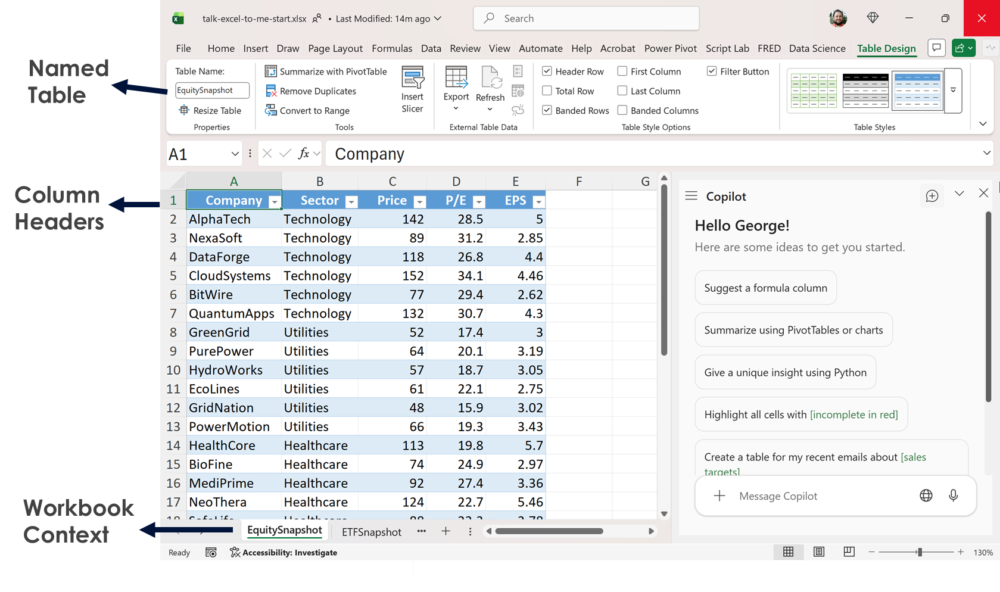 Named
Table
Column
Headers
Workbook
Context
talk-excel-to-me-start.xlsx • Last Modified: 14m ago
Search
File Home Insert Draw Page Layout Formulas Data Review View Automate Help Acrobat Power Pivot Script Lab FRED Data Science Table Design
Table Name:
EquitySnapshot
Resize Table
Properties
Summarize with PivotTable
Remove Duplicates
Convert to Range
Insert
Slicer
Tools
Export
Refresh
External Table Data
Header Row First Column Filter Button
Total Row Last Column
Banded Rows Banded Columns
Table Style Options
Table Styles
A1 fx Company
A B C D E F G
1 Company Sector Price P/E EPS
2 AlphaTech Technology 142 28.5 5
3 NexaSoft Technology 89 31.2 2.85
4 DataForge Technology 118 26.8 4.4
5 CloudSystems Technology 152 34.1 4.46
6 BitWire Technology 77 29.4 2.62
7 QuantumApps Technology 132 30.7 4.3
8 GreenGrid Utilities 52 17.4 3
9 PurePower Utilities 64 20.1 3.19
10 HydroWorks Utilities 57 18.7 3.05
11 EcoLines Utilities 61 22.1 2.75
12 GridNation Utilities 48 15.9 3.02
13 PowerMotion Utilities 66 19.3 3.43
14 HealthCore Healthcare 113 19.8 5.7
15 BioFine Healthcare 74 24.9 2.97
16 MediPrime Healthcare 92 27.4 3.36
17 NeoThera Healthcare 124 22.7 5.46
EquitySnapshot ETFSnapshot
Ready Accessibility: Investigate
130%
Copilot
Hello George!
Here are some ideas to get you started.
Suggest a formula column
Summarize using PivotTables or charts
Give a unique insight using Python
Highlight all cells with [incomplete in red]
Create a table for my recent emails about [sales
targets]
Message Copilot